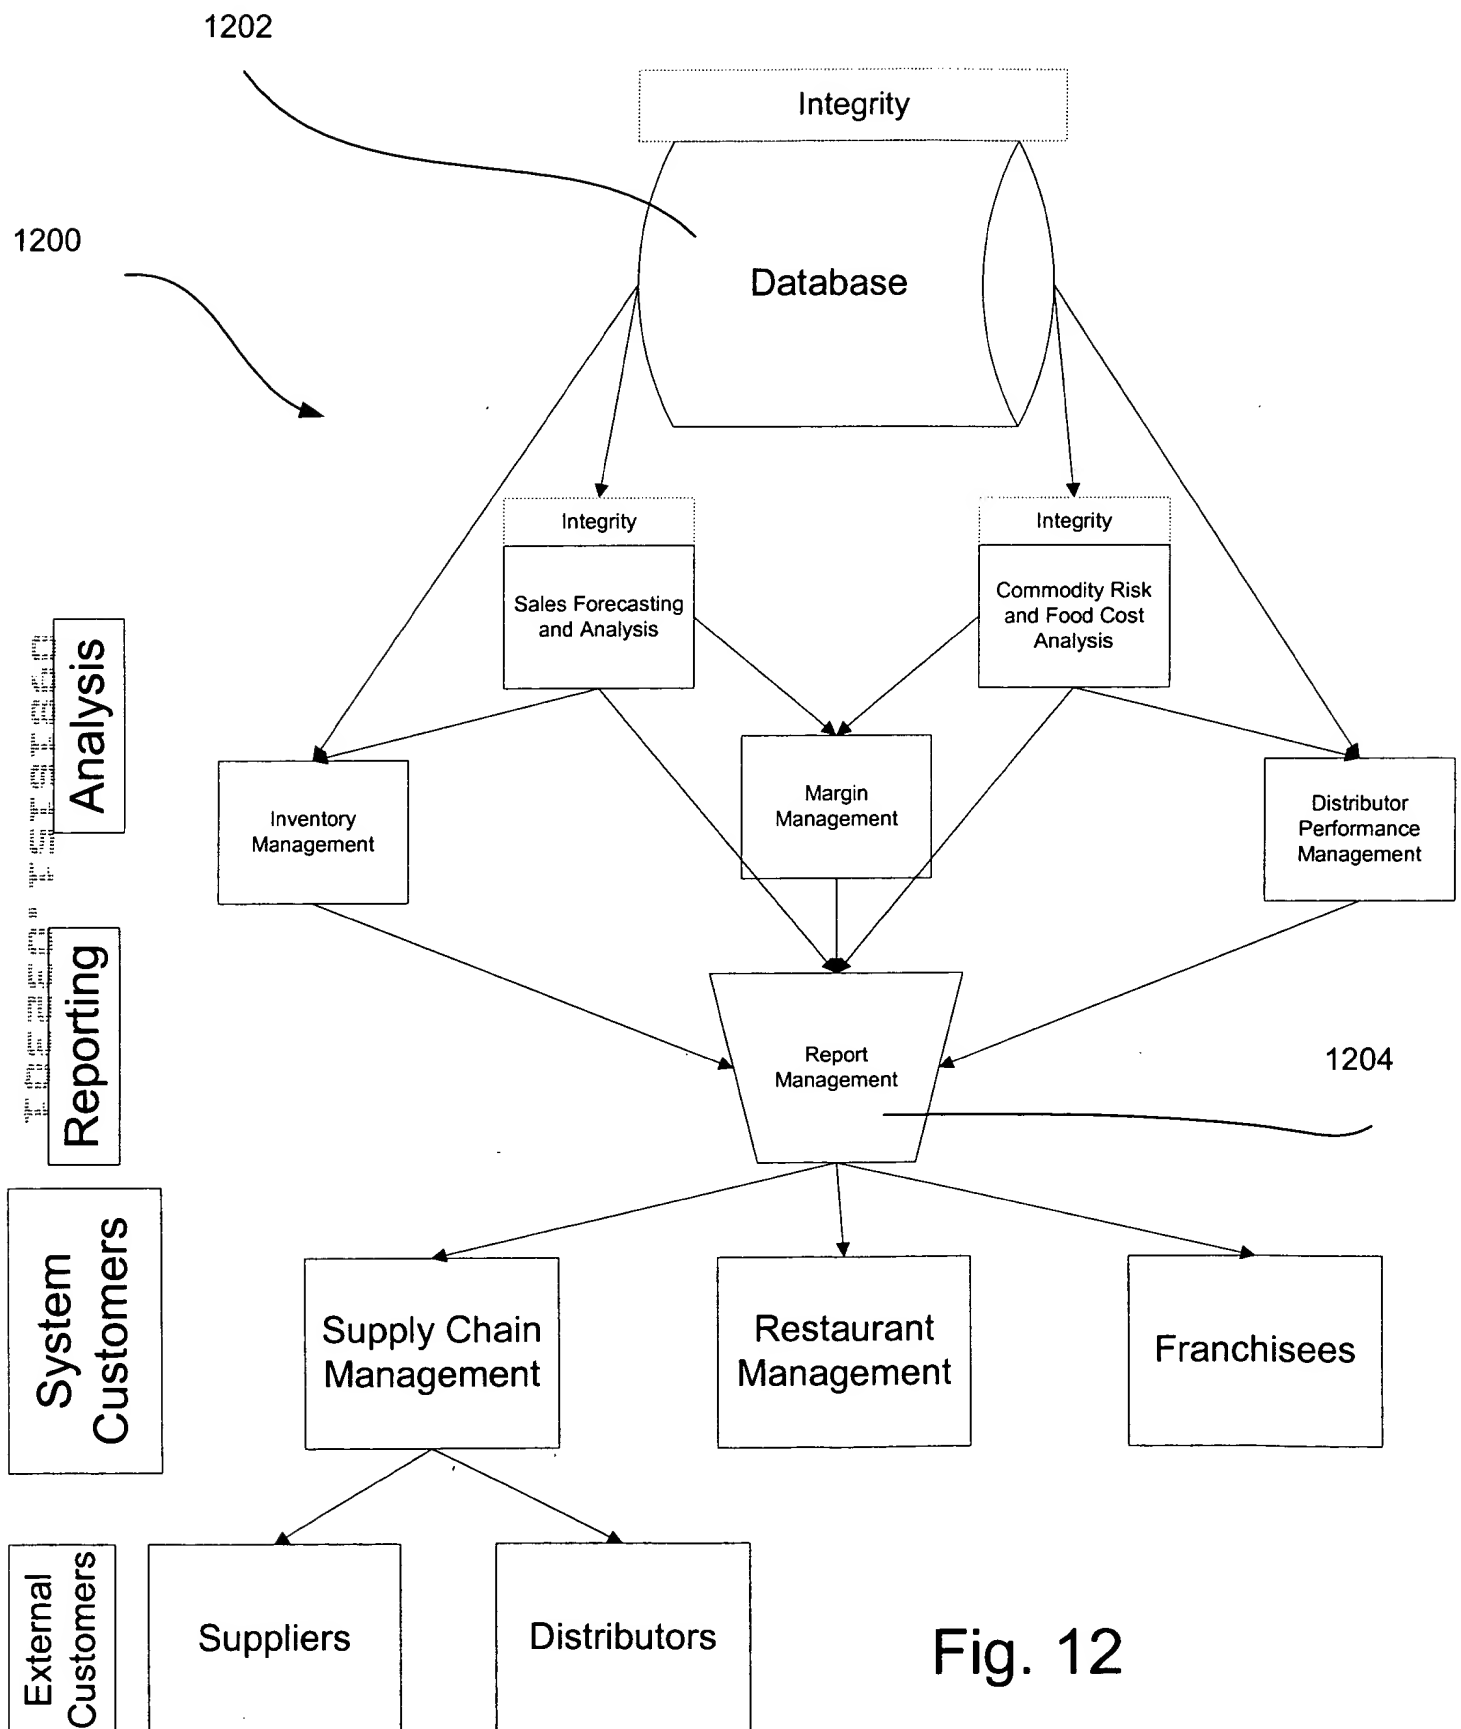 1202
Integrity
1200
Database
Integrity
Integrity
Sales Forecasting
and Analysis
Commodity Risk
and Food Cost
Analysis
Analysis
Inventory
Management
Margin
Management
Distributor
Performance
Management
Reporting
Report
Management
1204
System
Customers
Supply Chain
Management
Restaurant
Management
Franchisees
External
Customers
Suppliers
Distributors
Fig. 12